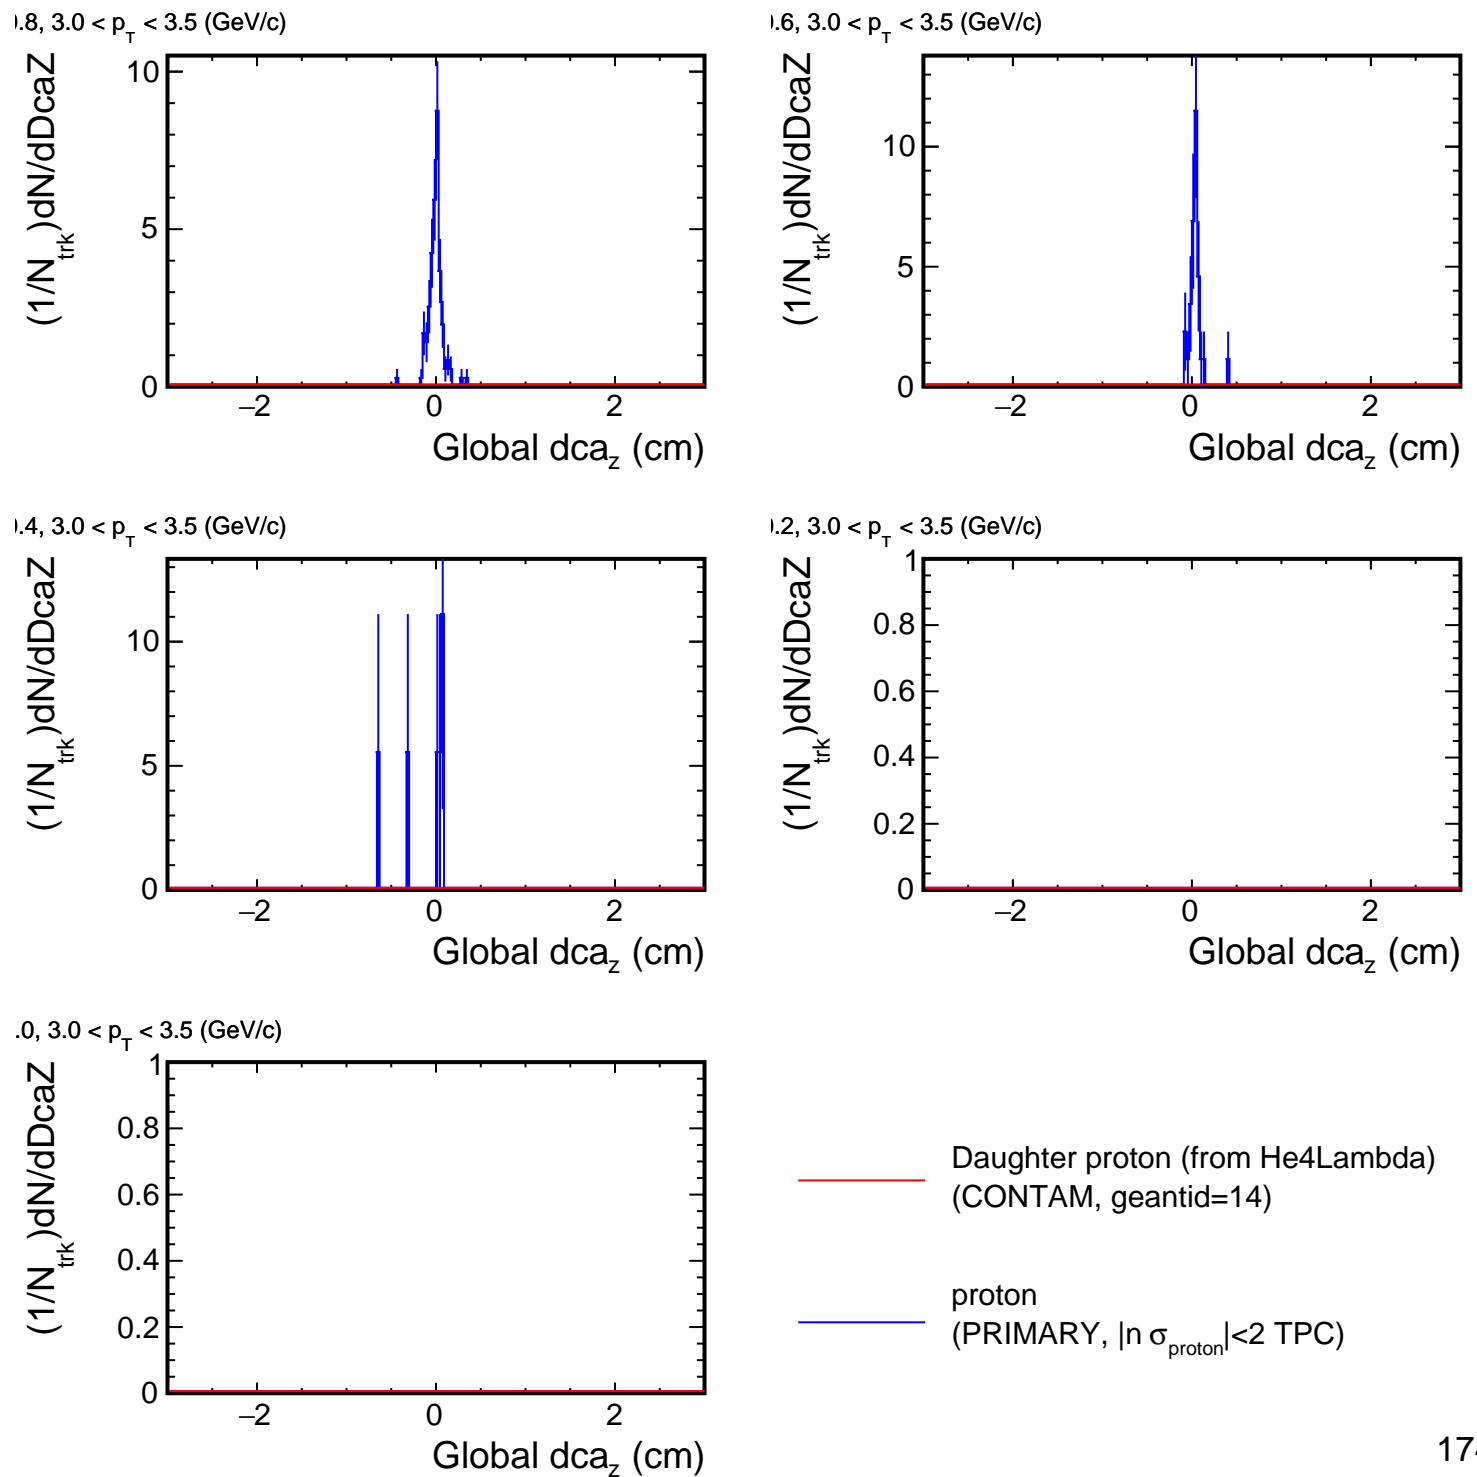 .8, 3.0 < p_T < 3.5 (GeV/c)
(1/N_trk)dN/dDcaZ
10
5
0
−2 0 2
Global dca_z (cm)
.6, 3.0 < p_T < 3.5 (GeV/c)
(1/N_trk)dN/dDcaZ
10
5
0
−2 0 2
Global dca_z (cm)
.4, 3.0 < p_T < 3.5 (GeV/c)
(1/N_trk)dN/dDcaZ
10
5
0
−2 0 2
Global dca_z (cm)
.2, 3.0 < p_T < 3.5 (GeV/c)
(1/N_trk)dN/dDcaZ
1
0.8
0.6
0.4
0.2
0
−2 0 2
Global dca_z (cm)
.0, 3.0 < p_T < 3.5 (GeV/c)
(1/N_trk)dN/dDcaZ
1
0.8
0.6
0.4
0.2
0
−2 0 2
Global dca_z (cm)
Daughter proton (from He4Lambda)
(CONTAM, geantid=14)
proton
(PRIMARY, |n σ_proton|<2 TPC)
17